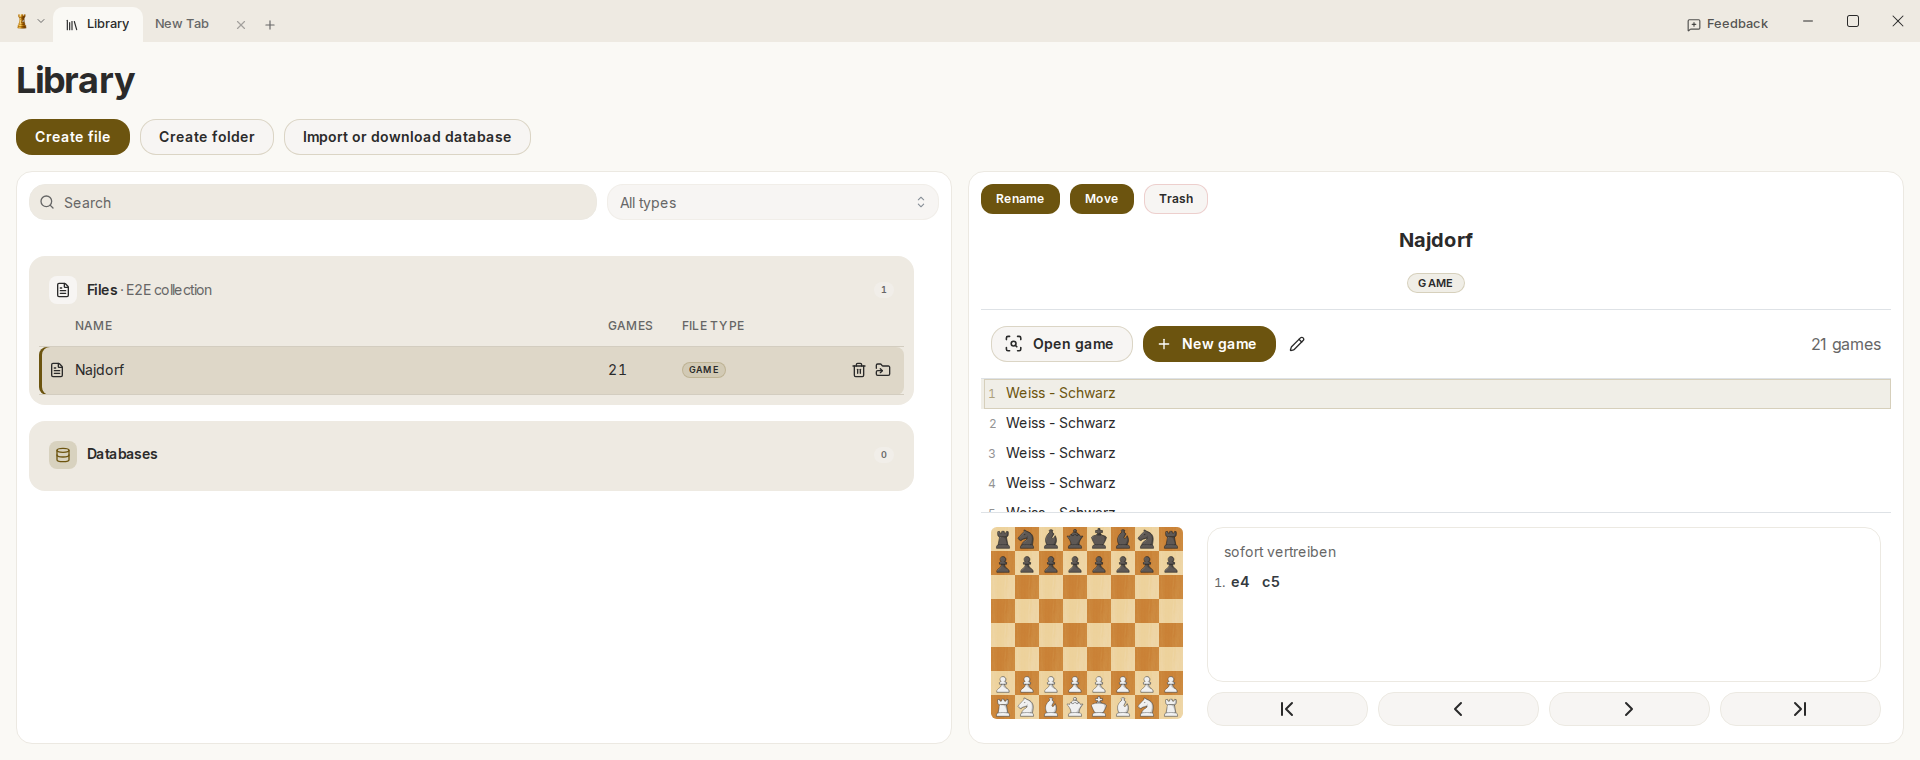 Library
New Tab
Feedback
Library
Create file
Create folder
Import or download database
Search
All types
Files · E2E collection
1
NAME
GAMES
FILE TYPE
Najdorf
21
GAME
Databases
0
Rename
Move
Trash
Najdorf
GAME
Open game
New game
21 games
1 Weiss - Schwarz
2 Weiss - Schwarz
3 Weiss - Schwarz
4 Weiss - Schwarz
5 Weiss - Schwarz
sofort vertreiben
1. e4 c5